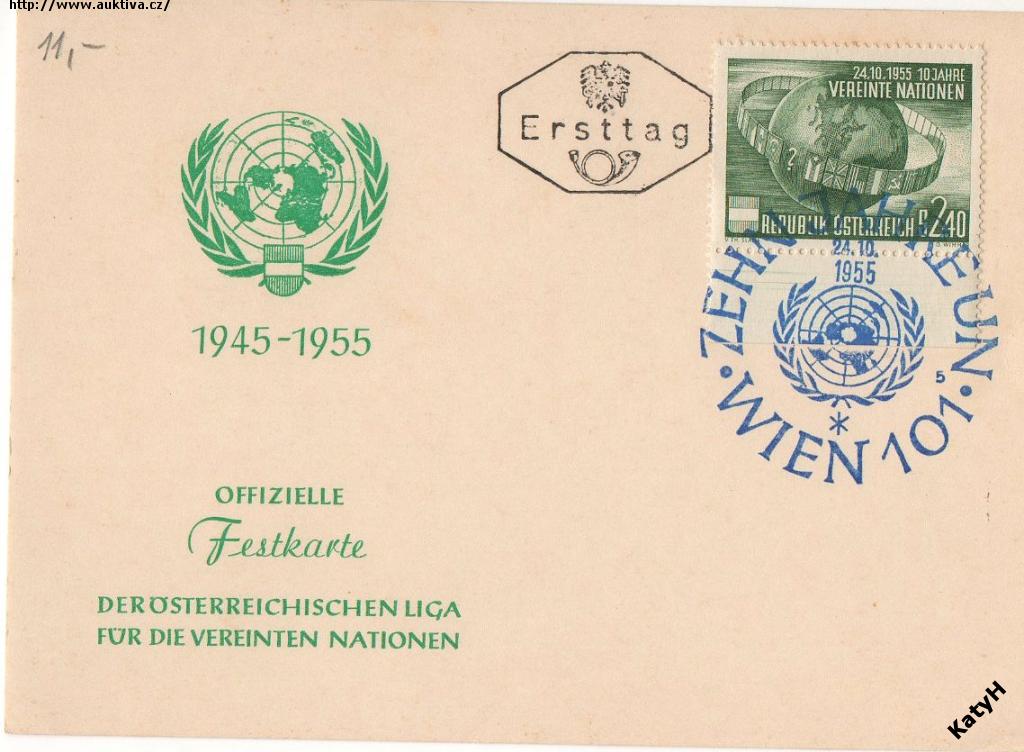 http://www.auktiva.cz/
11,-
Ersttag
24.10.1955 10 JAHRE
VEREINTE NATIONEN
REPUBLIK ÖSTERREICH S 2.40
ZEHN JAHRE UN
24.10.
1955
5
· WIEN 101 ·
1945-1955
OFFIZIELLE
Festkarte
DER ÖSTERREICHISCHEN LIGA
FÜR DIE VEREINTEN NATIONEN
KatyH